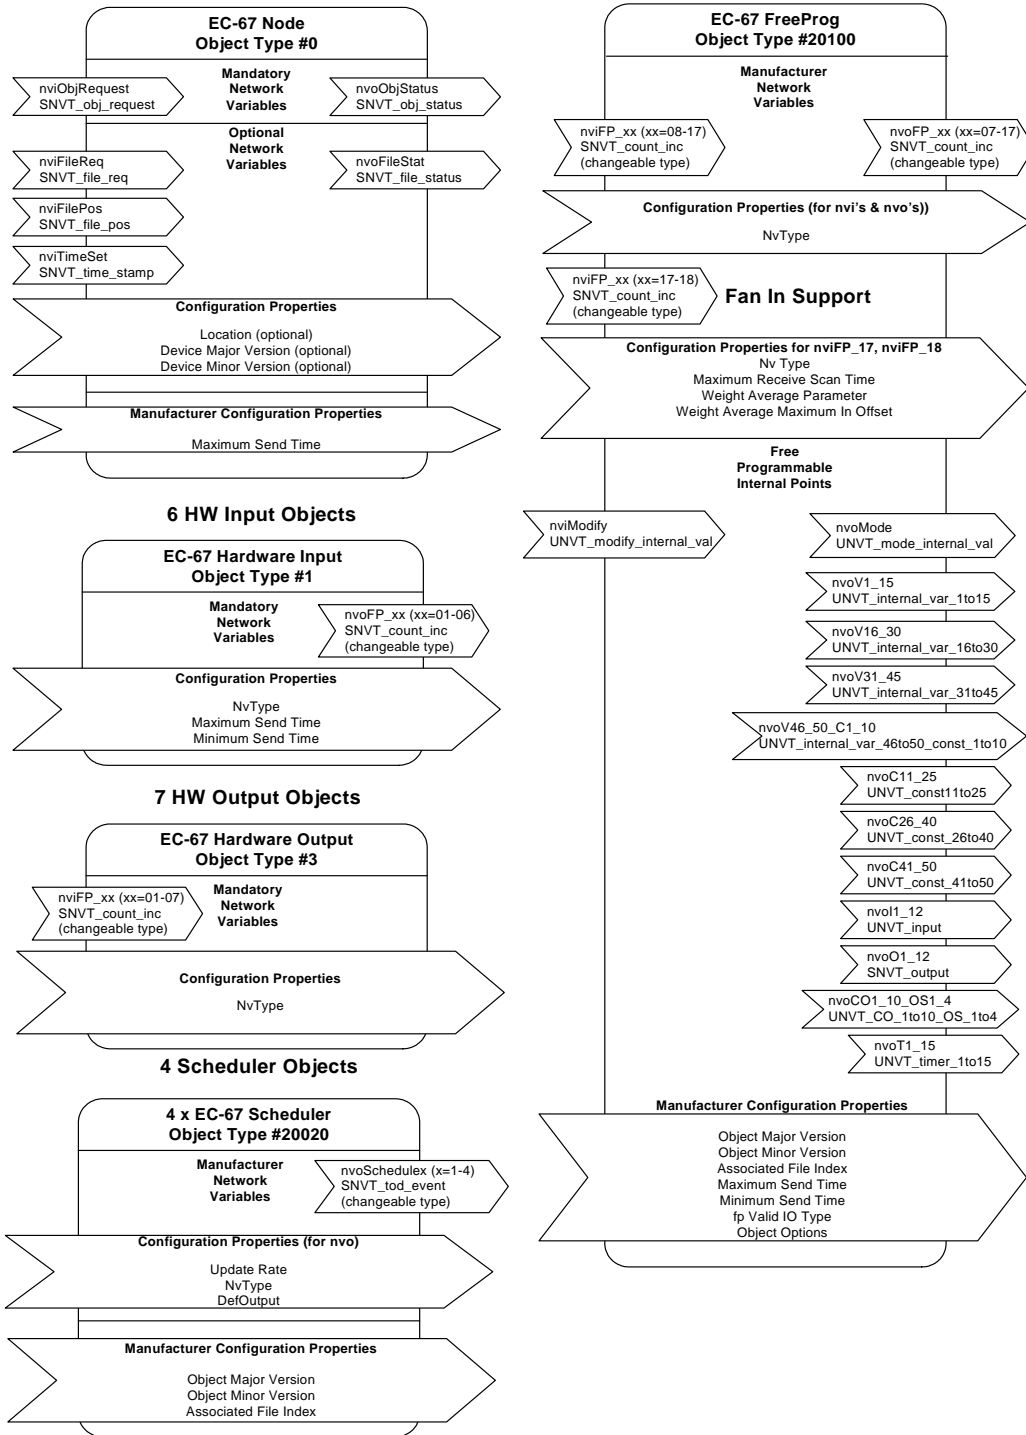 EC-67 Node
Object Type #0
Mandatory
Network
Variables
nviObjRequest
SNVT_obj_request
nvoObjStatus
SNVT_obj_status
Optional
Network
Variables
nviFileReq
SNVT_file_req
nvoFileStat
SNVT_file_status
nviFilePos
SNVT_file_pos
nviTimeSet
SNVT_time_stamp
Configuration Properties
Location (optional)
Device Major Version (optional)
Device Minor Version (optional)
Manufacturer Configuration Properties
Maximum Send Time
6 HW Input Objects
EC-67 Hardware Input
Object Type #1
Mandatory
Network
Variables
nvoFP_xx (xx=01-06)
SNVT_count_inc
(changeable type)
Configuration Properties
NvType
Maximum Send Time
Minimum Send Time
7 HW Output Objects
EC-67 Hardware Output
Object Type #3
Mandatory
Network
Variables
nviFP_xx (xx=01-07)
SNVT_count_inc
(changeable type)
Configuration Properties
NvType
4 Scheduler Objects
4 x EC-67 Scheduler
Object Type #20020
Manufacturer
Network
Variables
nvoSchedulex (x=1-4)
SNVT_tod_event
(changeable type)
Configuration Properties (for nvo)
Update Rate
NvType
DefOutput
Manufacturer Configuration Properties
Object Major Version
Object Minor Version
Associated File Index
EC-67 FreeProg
Object Type #20100
Manufacturer
Network
Variables
nviFP_xx (xx=08-17)
SNVT_count_inc
(changeable type)
nvoFP_xx (xx=07-17)
SNVT_count_inc
(changeable type)
Configuration Properties (for nvi's & nvo's))
NvType
nviFP_xx (xx=17-18)
SNVT_count_inc
(changeable type)
Fan In Support
Configuration Properties for nviFP_17, nviFP_18
Nv Type
Maximum Receive Scan Time
Weight Average Parameter
Weight Average Maximum In Offset
Free
Programmable
Internal Points
nviModify
UNVT_modify_internal_val
nvoMode
UNVT_mode_internal_val
nvoV1_15
UNVT_internal_var_1to15
nvoV16_30
UNVT_internal_var_16to30
nvoV31_45
UNVT_internal_var_31to45
nvoV46_50_C1_10
UNVT_internal_var_46to50_const_1to10
nvoC11_25
UNVT_const11to25
nvoC26_40
UNVT_const_26to40
nvoC41_50
UNVT_const_41to50
nvoI1_12
UNVT_input
nvoO1_12
SNVT_output
nvoCO1_10_OS1_4
UNVT_CO_1to10_OS_1to4
nvoT1_15
UNVT_timer_1to15
Manufacturer Configuration Properties
Object Major Version
Object Minor Version
Associated File Index
Maximum Send Time
Minimum Send Time
fp Valid IO Type
Object Options